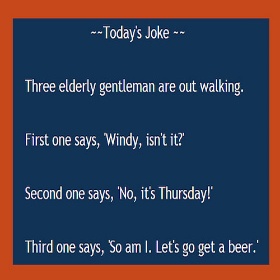 ~~Today's Joke ~~
Three elderly gentleman are out walking.
First one says, 'Windy, isn't it?'
Second one says, 'No, it's Thursday!'
Third one says, 'So am I. Let's go get a beer.'